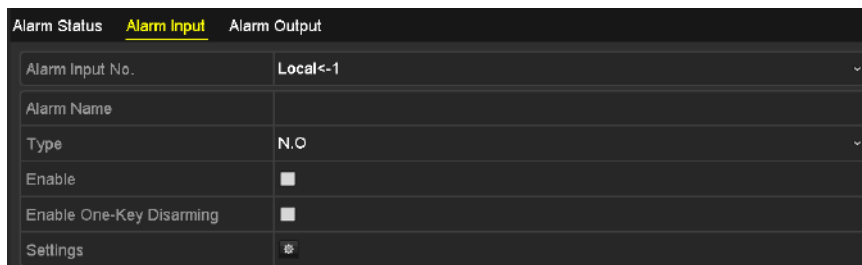 Alarm Status Alarm Input Alarm Output
Alarm Input No. Local<-1
Alarm Name
Type N.O
Enable
Enable One-Key Disarming
Settings